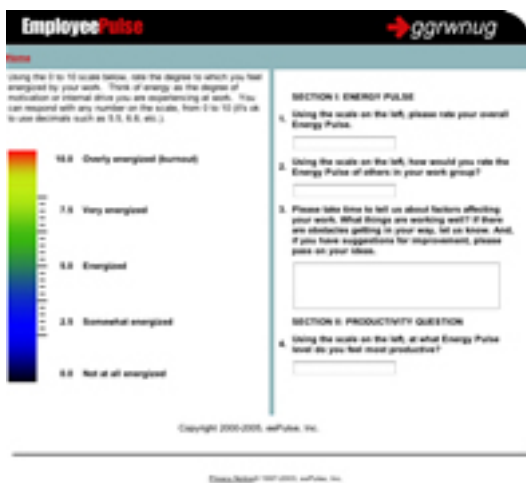 EmployeePulse
ggrwnug
Home
Using the 0 to 10 scale below, rate the degree to which you feel
energized by your work. Think of energy as the degree of
motivation or internal drive you are experiencing at work. You
can respond with any number on the scale, from 0 to 10 (it's ok
to use decimals such as 5.5, 6.8, etc.).
10.0 Overly energized (burnout)
7.5 Very energized
5.0 Energized
2.5 Somewhat energized
0.0 Not at all energized
SECTION I: ENERGY PULSE
1. Using the scale on the left, please rate your overall
Energy Pulse.
2. Using the scale on the left, how would you rate the
Energy Pulse of others in your work group?
3. Please take time to tell us about factors affecting
your work. What things are working well? If there
are obstacles getting in your way, let us know. And,
if you have suggestions for improvement, please
pass on your ideas.
SECTION II: PRODUCTIVITY QUESTION
4. Using the scale on the left, at what Energy Pulse
level do you feel most productive?
Copyright 2000-2005, eePulse, Inc.
Privacy Notice© 1997-2003, eePulse, Inc.